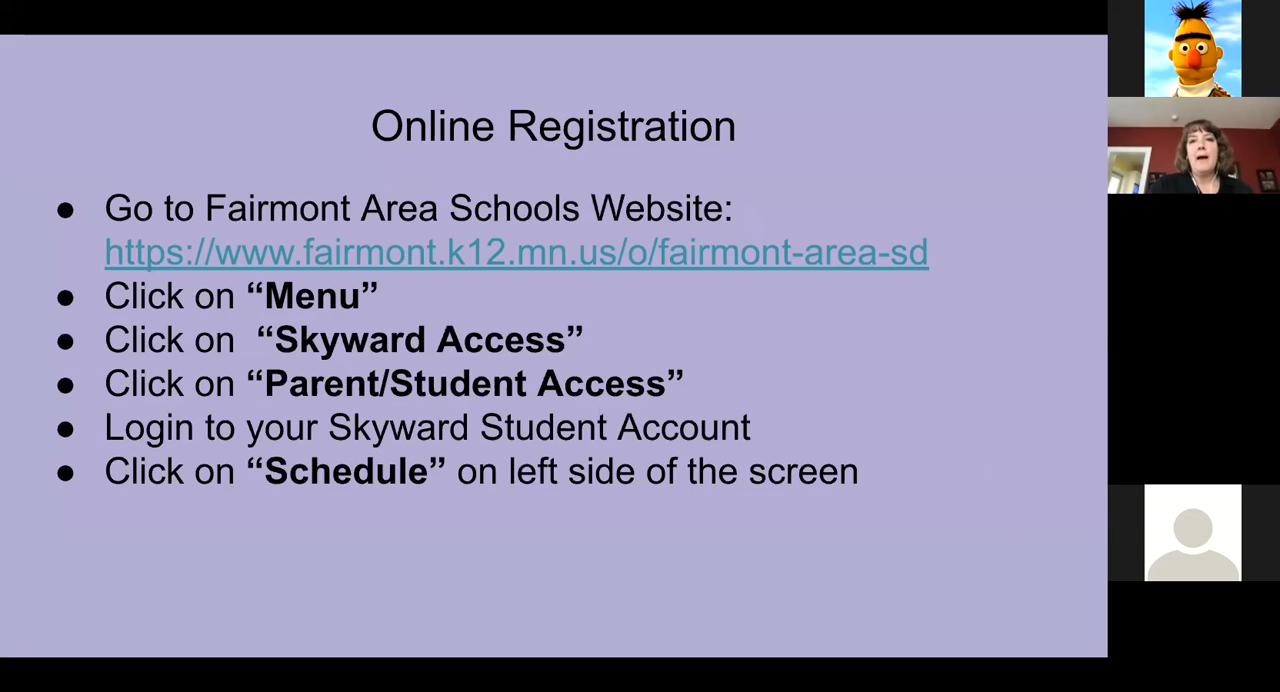 Online Registration
● Go to Fairmont Area Schools Website:
https://www.fairmont.k12.mn.us/o/fairmont-area-sd
● Click on “Menu”
● Click on “Skyward Access”
● Click on “Parent/Student Access”
● Login to your Skyward Student Account
● Click on “Schedule” on left side of the screen